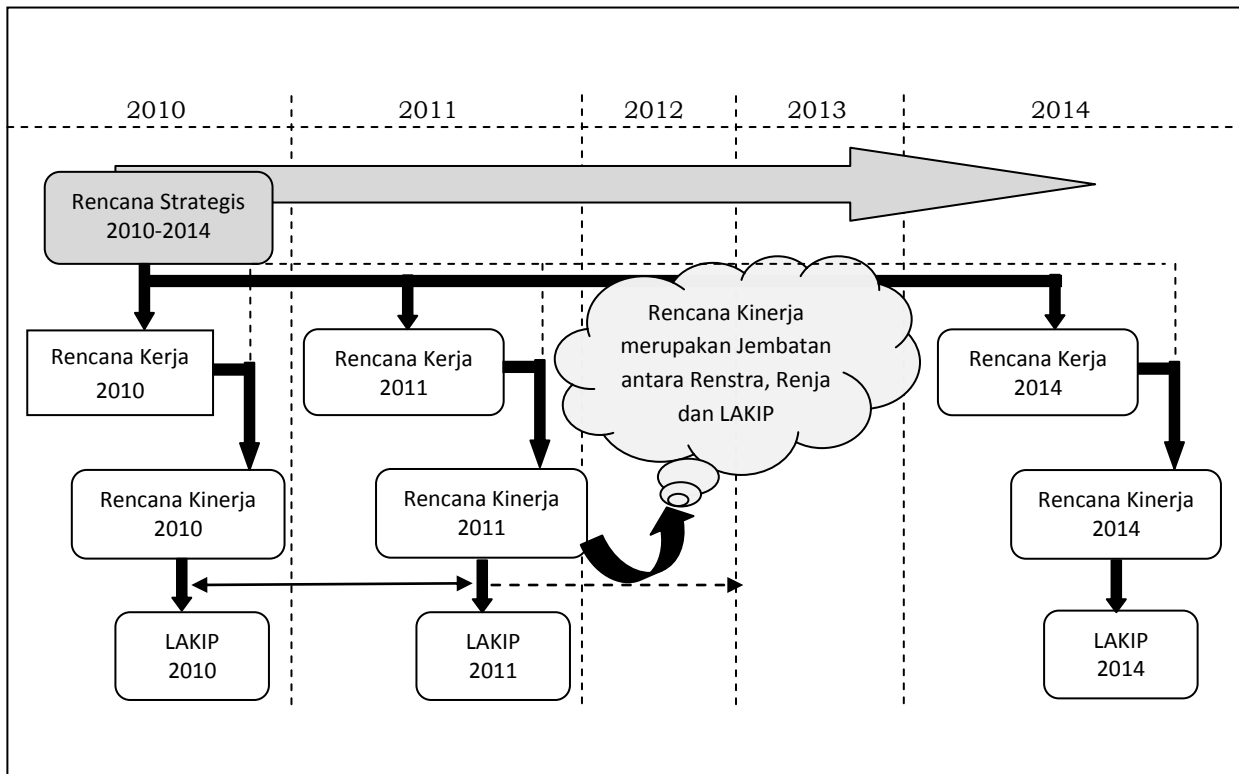 2010
2011
2012
2013
2014
Rencana Strategis
2010-2014
Rencana Kinerja
merupakan Jembatan
antara Renstra, Renja
dan LAKIP
Rencana Kerja
2010
Rencana Kerja
2011
Rencana Kerja
2014
Rencana Kinerja
2010
Rencana Kinerja
2011
Rencana Kinerja
2014
LAKIP
2010
LAKIP
2011
LAKIP
2014